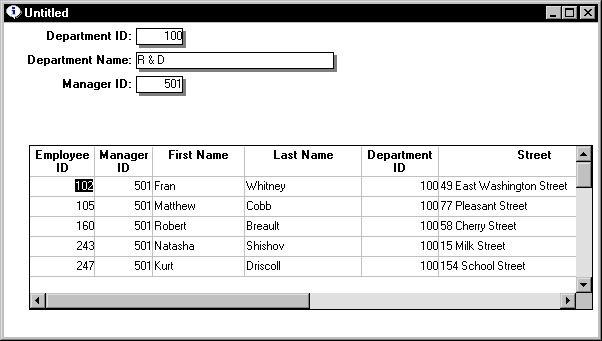 Untitled
Department ID: 100
Department Name: R & D
Manager ID: 501
Employee ID Manager ID First Name Last Name Department ID Street
102 501 Fran Whitney 100 49 East Washington Street
105 501 Matthew Cobb 100 77 Pleasant Street
160 501 Robert Breault 100 58 Cherry Street
243 501 Natasha Shishov 100 15 Milk Street
247 501 Kurt Driscoll 100 154 School Street